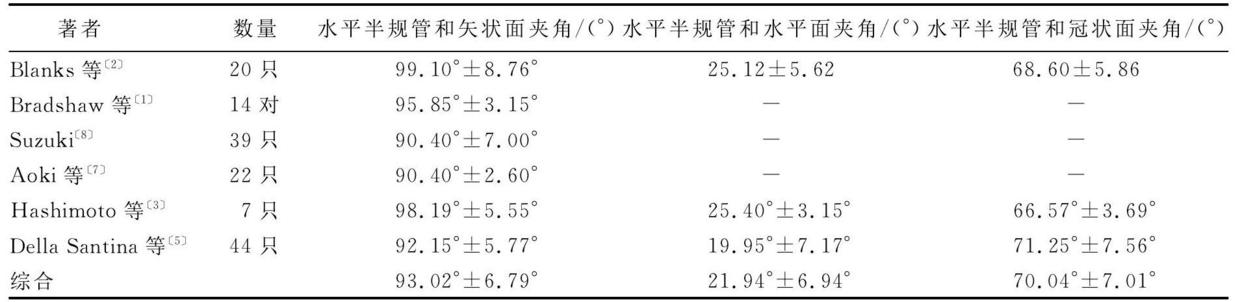 著者 数量 水平半规管和矢状面夹角/(°) 水平半规管和水平面夹角/(°) 水平半规管和冠状面夹角/(°)
Blanks 等〔2〕 20 只 99.10°±8.76° 25.12±5.62 68.60±5.86
Bradshaw 等〔1〕 14 对 95.85°±3.15° — —
Suzuki〔8〕 39 只 90.40°±7.00° — —
Aoki 等〔7〕 22 只 90.40°±2.60° — —
Hashimoto 等〔3〕 7 只 98.19°±5.55° 25.40°±3.15° 66.57°±3.69°
Della Santina 等〔5〕 44 只 92.15°±5.77° 19.95°±7.17° 71.25°±7.56°
综合 93.02°±6.79° 21.94°±6.94° 70.04°±7.01°